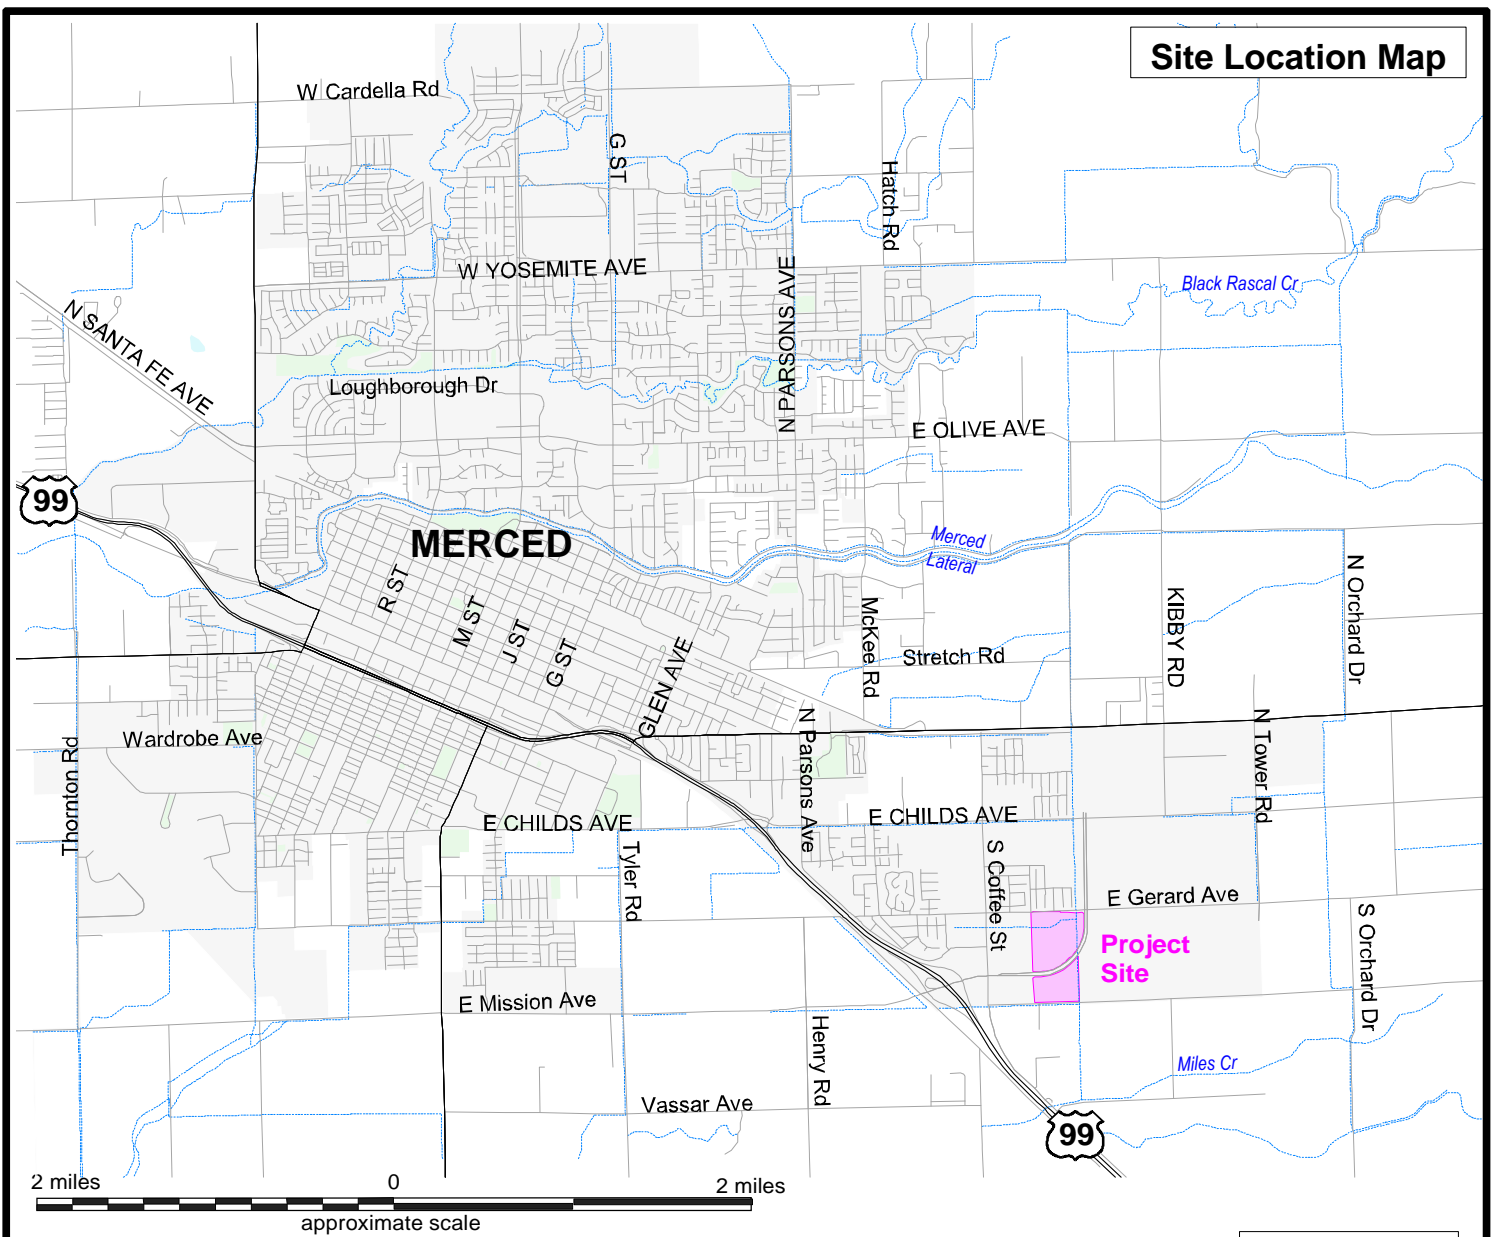 Site Location Map
W Cardella Rd
G ST
Hatch Rd
W YOSEMITE AVE
N PARSONS AVE
Black Rascal Cr
N SANTA FE AVE
Loughborough Dr
E OLIVE AVE
99
MERCED
Merced
Lateral
R ST
M ST
J ST
G ST
GLEN AVE
McKee Rd
Stretch Rd
KIBBY RD
N Orchard Dr
Thornton Rd
Wardrobe Ave
N Parsons Ave
N Tower Rd
E CHILDS AVE
E CHILDS AVE
Tyler Rd
S Coffee St
E Gerard Ave
Project
Site
S Orchard Dr
E Mission Ave
Henry Rd
Miles Cr
Vassar Ave
99
2 miles
0
2 miles
approximate scale